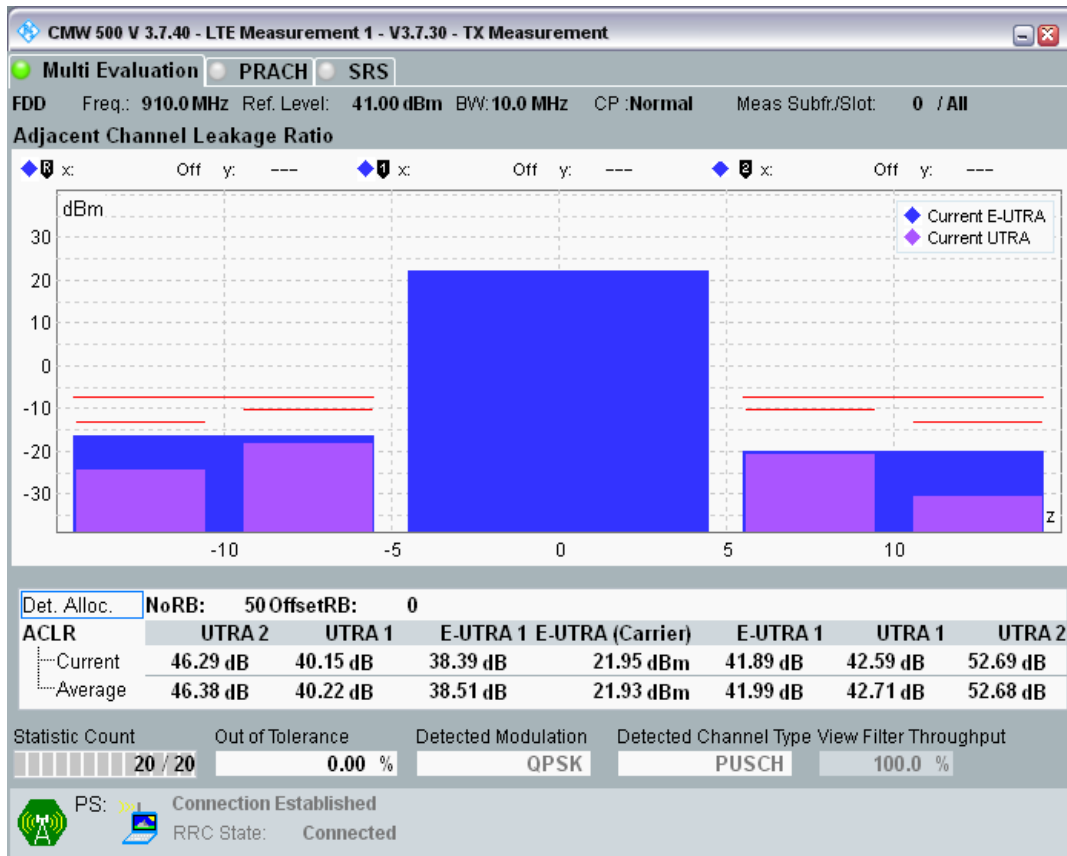 CMW 500 V 3.7.40 - LTE Measurement 1 - V3.7.30 - TX Measurement
Multi Evaluation PRACH SRS
FDD Freq.: 910.0 MHz Ref. Level: 41.00 dBm BW: 10.0 MHz CP :Normal Meas Subfr./Slot: 0 / All
Adjacent Channel Leakage Ratio
R x: Off y: --- 1 x: Off y: --- 2 x: Off y: ---
dBm
Current E-UTRA
Current UTRA
30
20
10
0
-10
-20
-30
z
-10 -5 0 5 10
Det. Alloc. NoRB: 50 OffsetRB: 0
ACLR UTRA 2 UTRA 1 E-UTRA 1 E-UTRA (Carrier) E-UTRA 1 UTRA 1 UTRA 2
Current 46.29 dB 40.15 dB 38.39 dB 21.95 dBm 41.89 dB 42.59 dB 52.69 dB
Average 46.38 dB 40.22 dB 38.51 dB 21.93 dBm 41.99 dB 42.71 dB 52.68 dB
Statistic Count Out of Tolerance Detected Modulation Detected Channel Type View Filter Throughput
20 / 20 0.00 % QPSK PUSCH 100.0 %
PS: Connection Established
RRC State: Connected